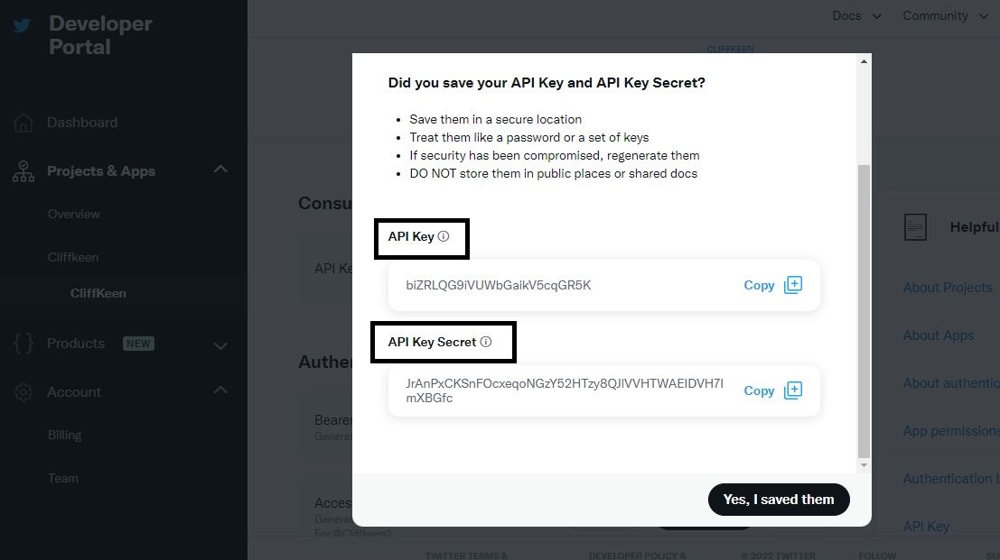 Developer
Portal
Docs
Community
CLIFFKEEN
Dashboard
Projects & Apps
Overview
Cliffkeen
CliffKeen
Products NEW
Account
Billing
Team
Consu
API Ke
Authe
Bearer
Genera
Acces
Genera
For @Cliffkeen2
Did you save your API Key and API Key Secret?
• Save them in a secure location
• Treat them like a password or a set of keys
• If security has been compromised, regenerate them
• DO NOT store them in public places or shared docs
API Key
biZRLQG9iVUWbGaikV5cqGR5K
Copy
API Key Secret
mXBGfc
Copy
Yes, I saved them
Helpful
About Projects
About Apps
About authentic
App permissions
Authentication b
API Key
TWITTER TERMS &
DEVELOPER POLICY &
© 2022 TWITTER
FOLLOW
SU